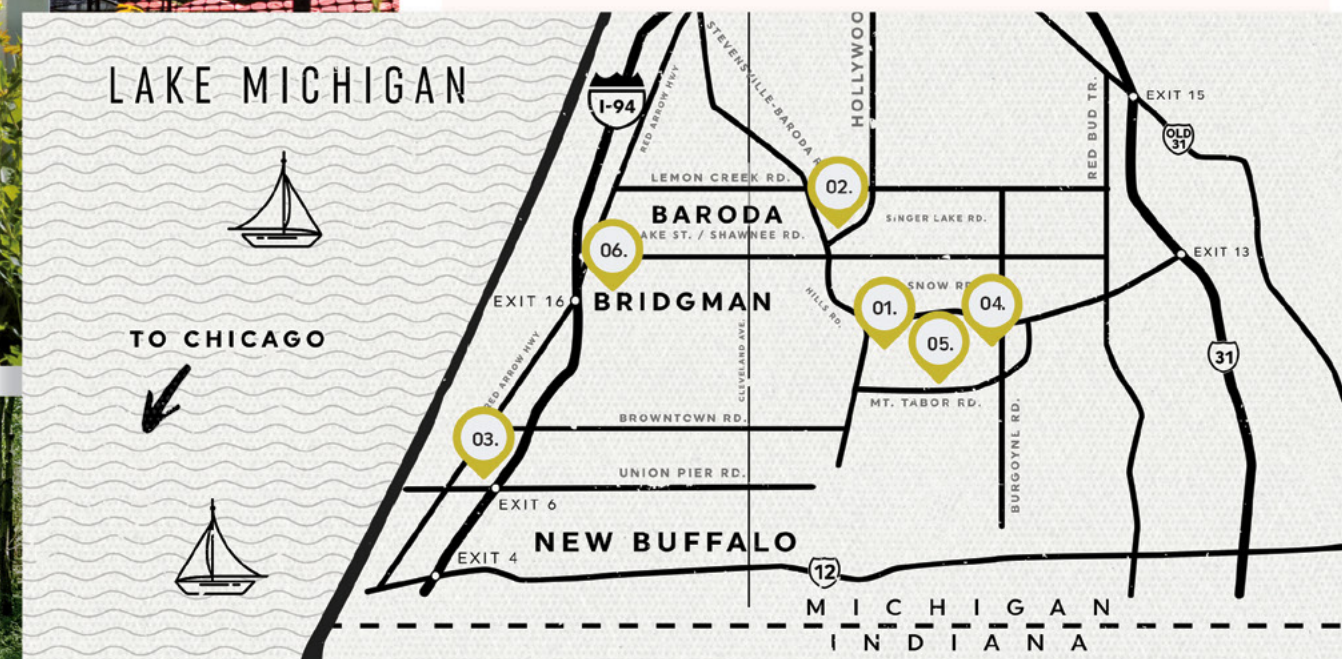 LAKE MICHIGAN
I-94
RED ARROW HWY
STEVENSVILLE-BARODA
HOLLYWOO
RED BUD TR.
EXIT 15
OLD
31
LEMON CREEK RD.
02.
BARODA
SINGER LAKE RD.
AKE ST. / SHAWNEE RD.
06.
EXIT 13
SNOW RD
EXIT 16
BRIDGMAN
HILLS RD.
01.
04.
05.
TO CHICAGO
31
RED ARROW HWY
CLEVELAND AVE.
MT. TABOR RD.
BROWNTOWN RD.
03.
BURGOYNL RD.
UNION PIER RD.
EXIT 6
NEW BUFFALO
EXIT 4
12
MICHIGAN
INDIANA